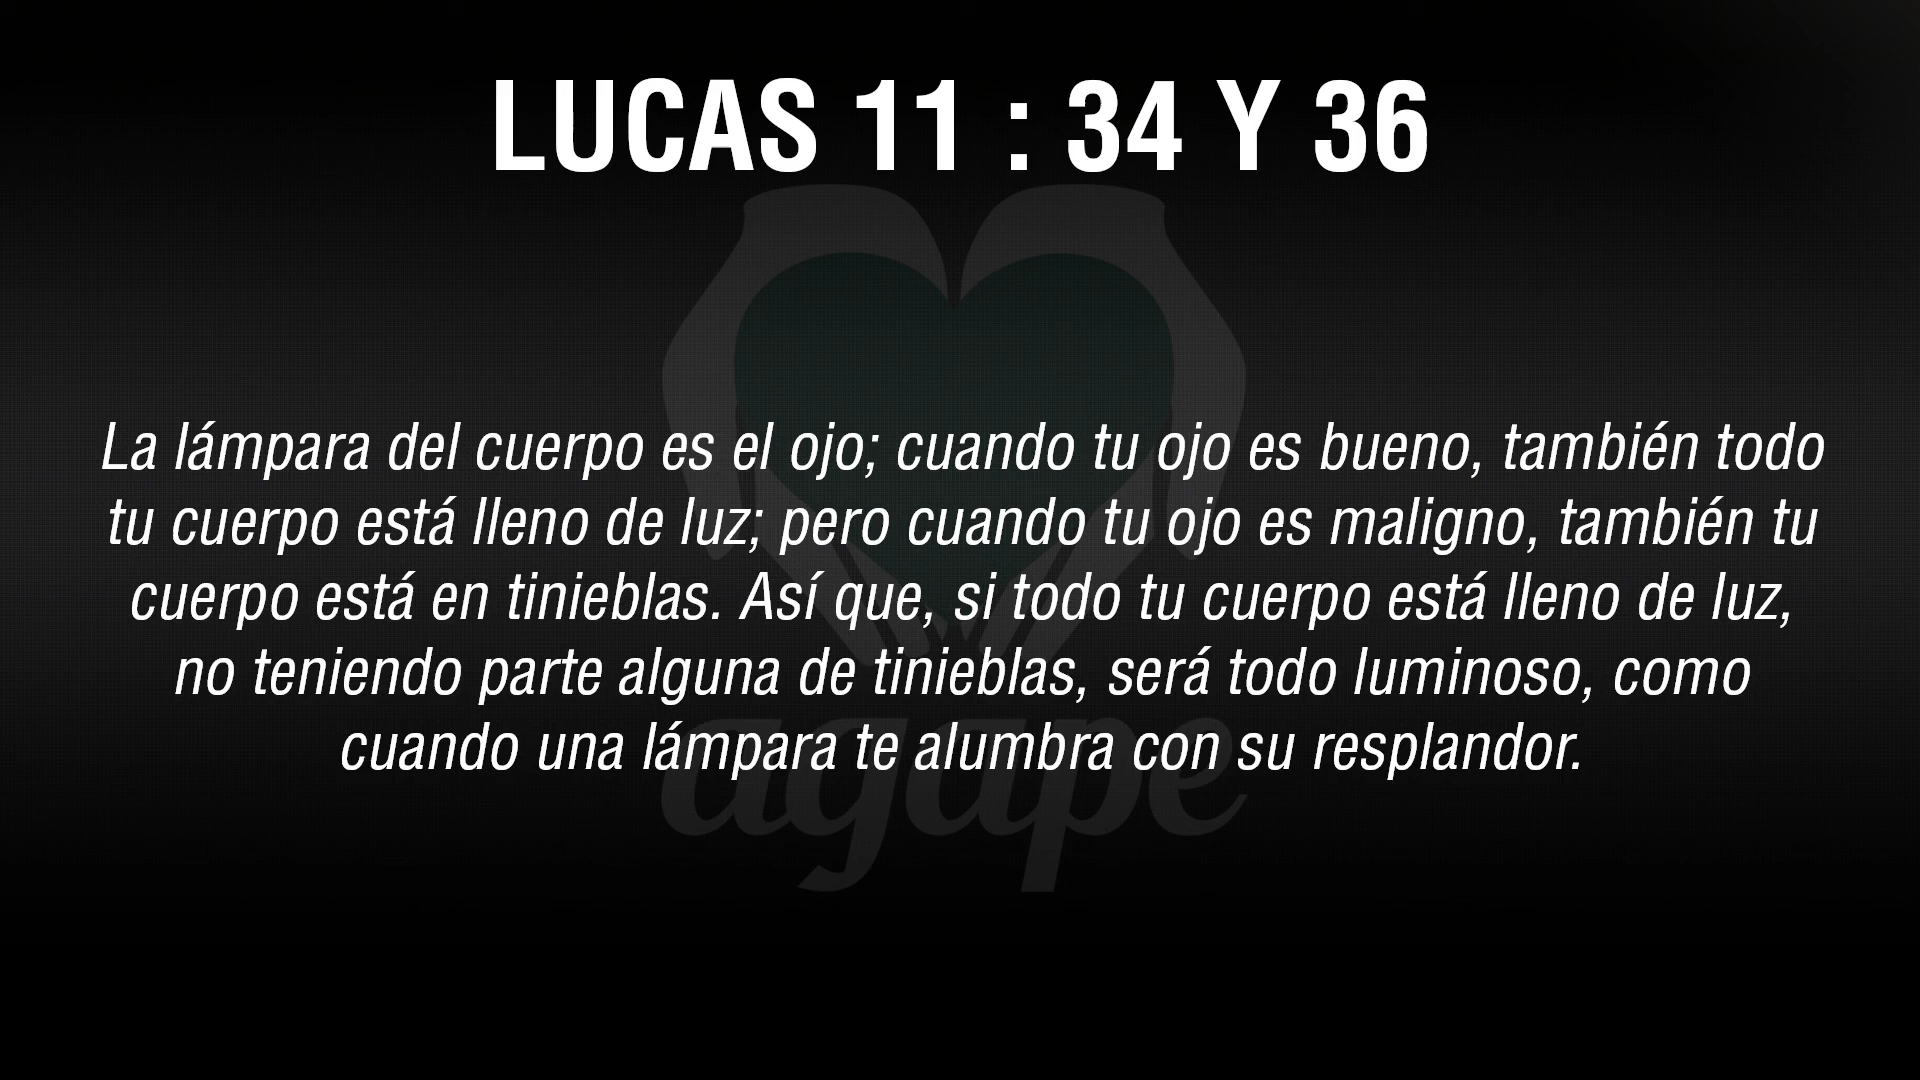 LUCAS 11 : 34 Y 36
La lámpara del cuerpo es el ojo; cuando tu ojo es bueno, también todo
tu cuerpo está lleno de luz; pero cuando tu ojo es maligno, también tu
cuerpo está en tinieblas. Así que, si todo tu cuerpo está lleno de luz,
no teniendo parte alguna de tinieblas, será todo luminoso, como
cuando una lámpara te alumbra con su resplandor.
agape